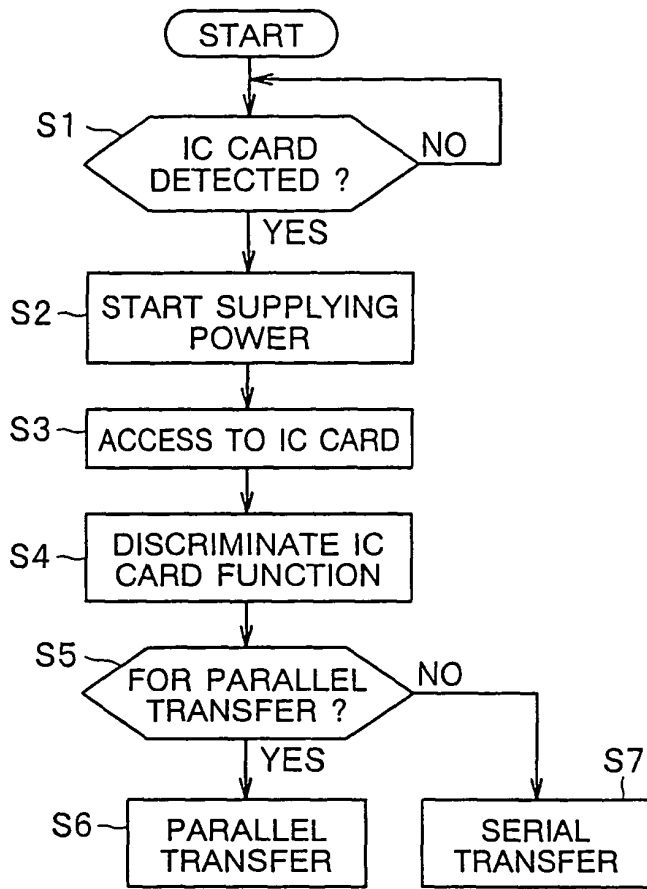 START
S1
IC CARD
DETECTED ?
NO
YES
S2
START SUPPLYING
POWER
S3
ACCESS TO IC CARD
S4
DISCRIMINATE IC
CARD FUNCTION
S5
FOR PARALLEL
TRANSFER ?
NO
YES
S6
PARALLEL
TRANSFER
S7
SERIAL
TRANSFER